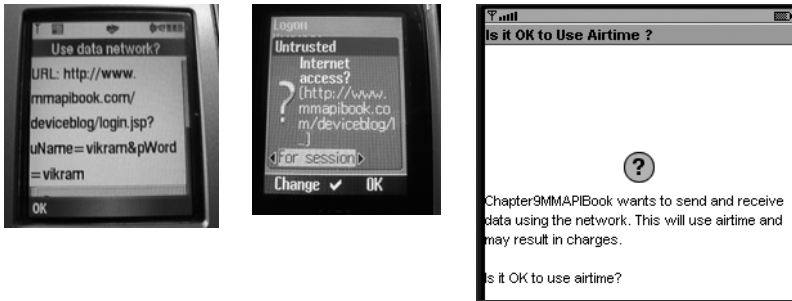 Use data network?
URL: http://www.
mmapibook.com/
deviceblog/login.jsp?
uName=vikram&pWord
=vikram
OK
Logon
Untrusted
Internet
access?
(http://www.
mmapibook.co
m/deviceblog/l
_)
For session
Change OK
Is it OK to Use Airtime ?
?
Chapter9MMAPIBook wants to send and receive
data using the network. This will use airtime and
may result in charges.
Is it OK to use airtime?